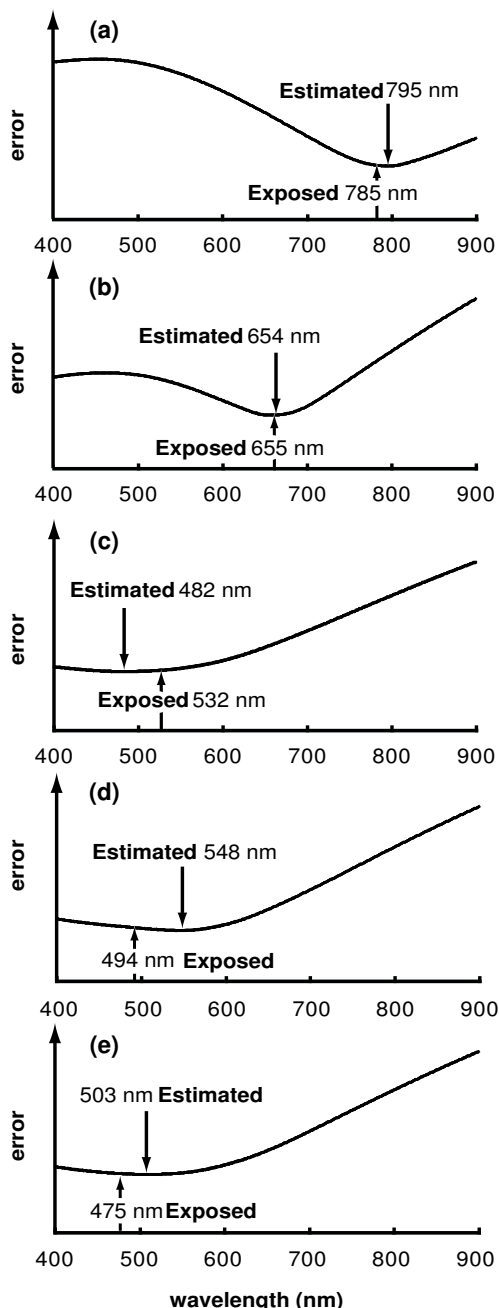 (a)
Estimated 795 nm
error
Exposed 785 nm
400 500 600 700 800 900
(b)
Estimated 654 nm
error
Exposed 655 nm
400 500 600 700 800 900
(c)
Estimated 482 nm
error
Exposed 532 nm
400 500 600 700 800 900
(d)
Estimated 548 nm
error
494 nm Exposed
400 500 600 700 800 900
(e)
503 nm Estimated
error
475 nm Exposed
400 500 600 700 800 900
wavelength (nm)